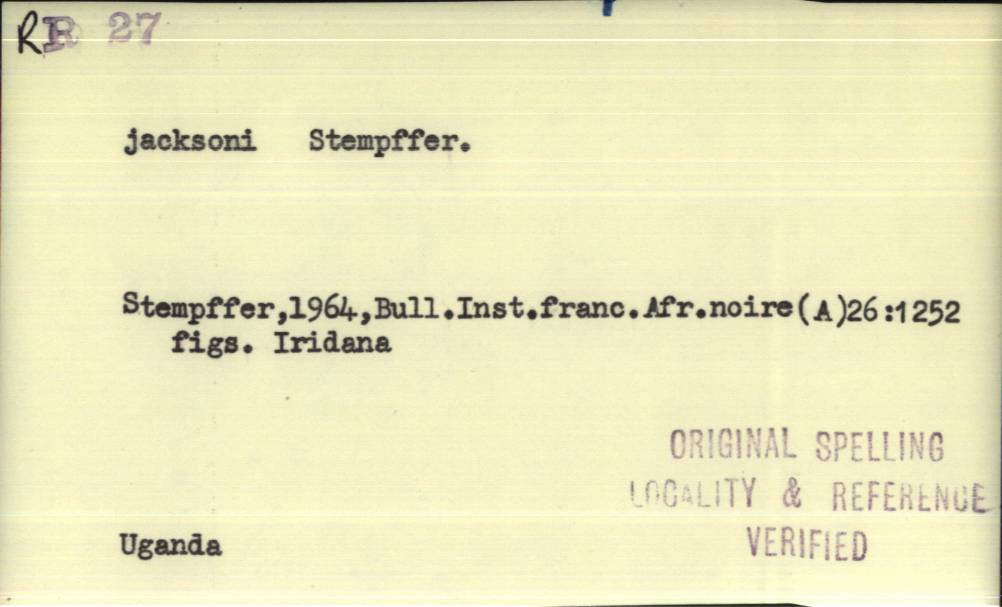 RR 27
jacksoni Stempffer.
Stempffer,1964,Bull.Inst.franc.Afr.noire(A)26:1252
figs. Iridana
ORIGINAL SPELLING
LOCALITY & REFERENCE
VERIFIED
Uganda